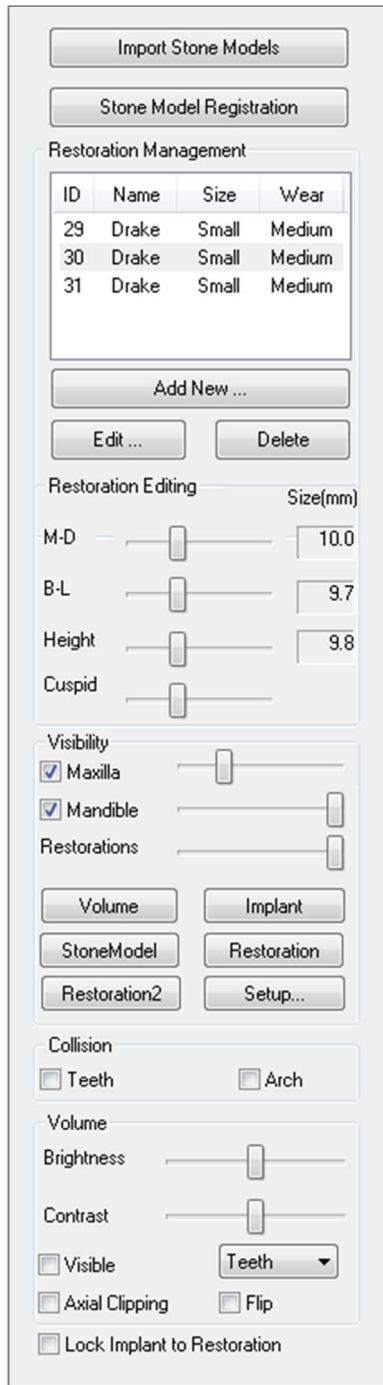 Import Stone Models
Stone Model Registration
Restoration Management
ID Name Size Wear
29 Drake Small Medium
30 Drake Small Medium
31 Drake Small Medium
Add New ...
Edit ... Delete
Restoration Editing
Size(mm)
M-D 10.0
B-L 9.7
Height 9.8
Cuspid
Visibility
Maxilla
Mandible
Restorations
Volume Implant
StoneModel Restoration
Restoration2 Setup...
Collision
Teeth Arch
Volume
Brightness
Contrast
Visible Teeth
Axial Clipping Flip
Lock Implant to Restoration